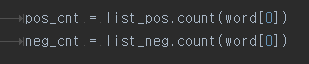 pos_cnt = list_pos.count(word[0])
neg_cnt = list_neg.count(word[0])